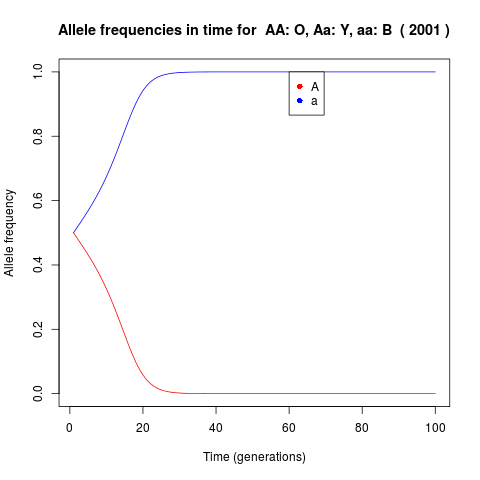 Allele frequencies in time for  AA: O, Aa: Y, aa: B  ( 2001 )
Allele frequency
1.0
0.8
0.6
0.4
0.2
0.0
A
a
0
20
40
60
80
100
Time (generations)